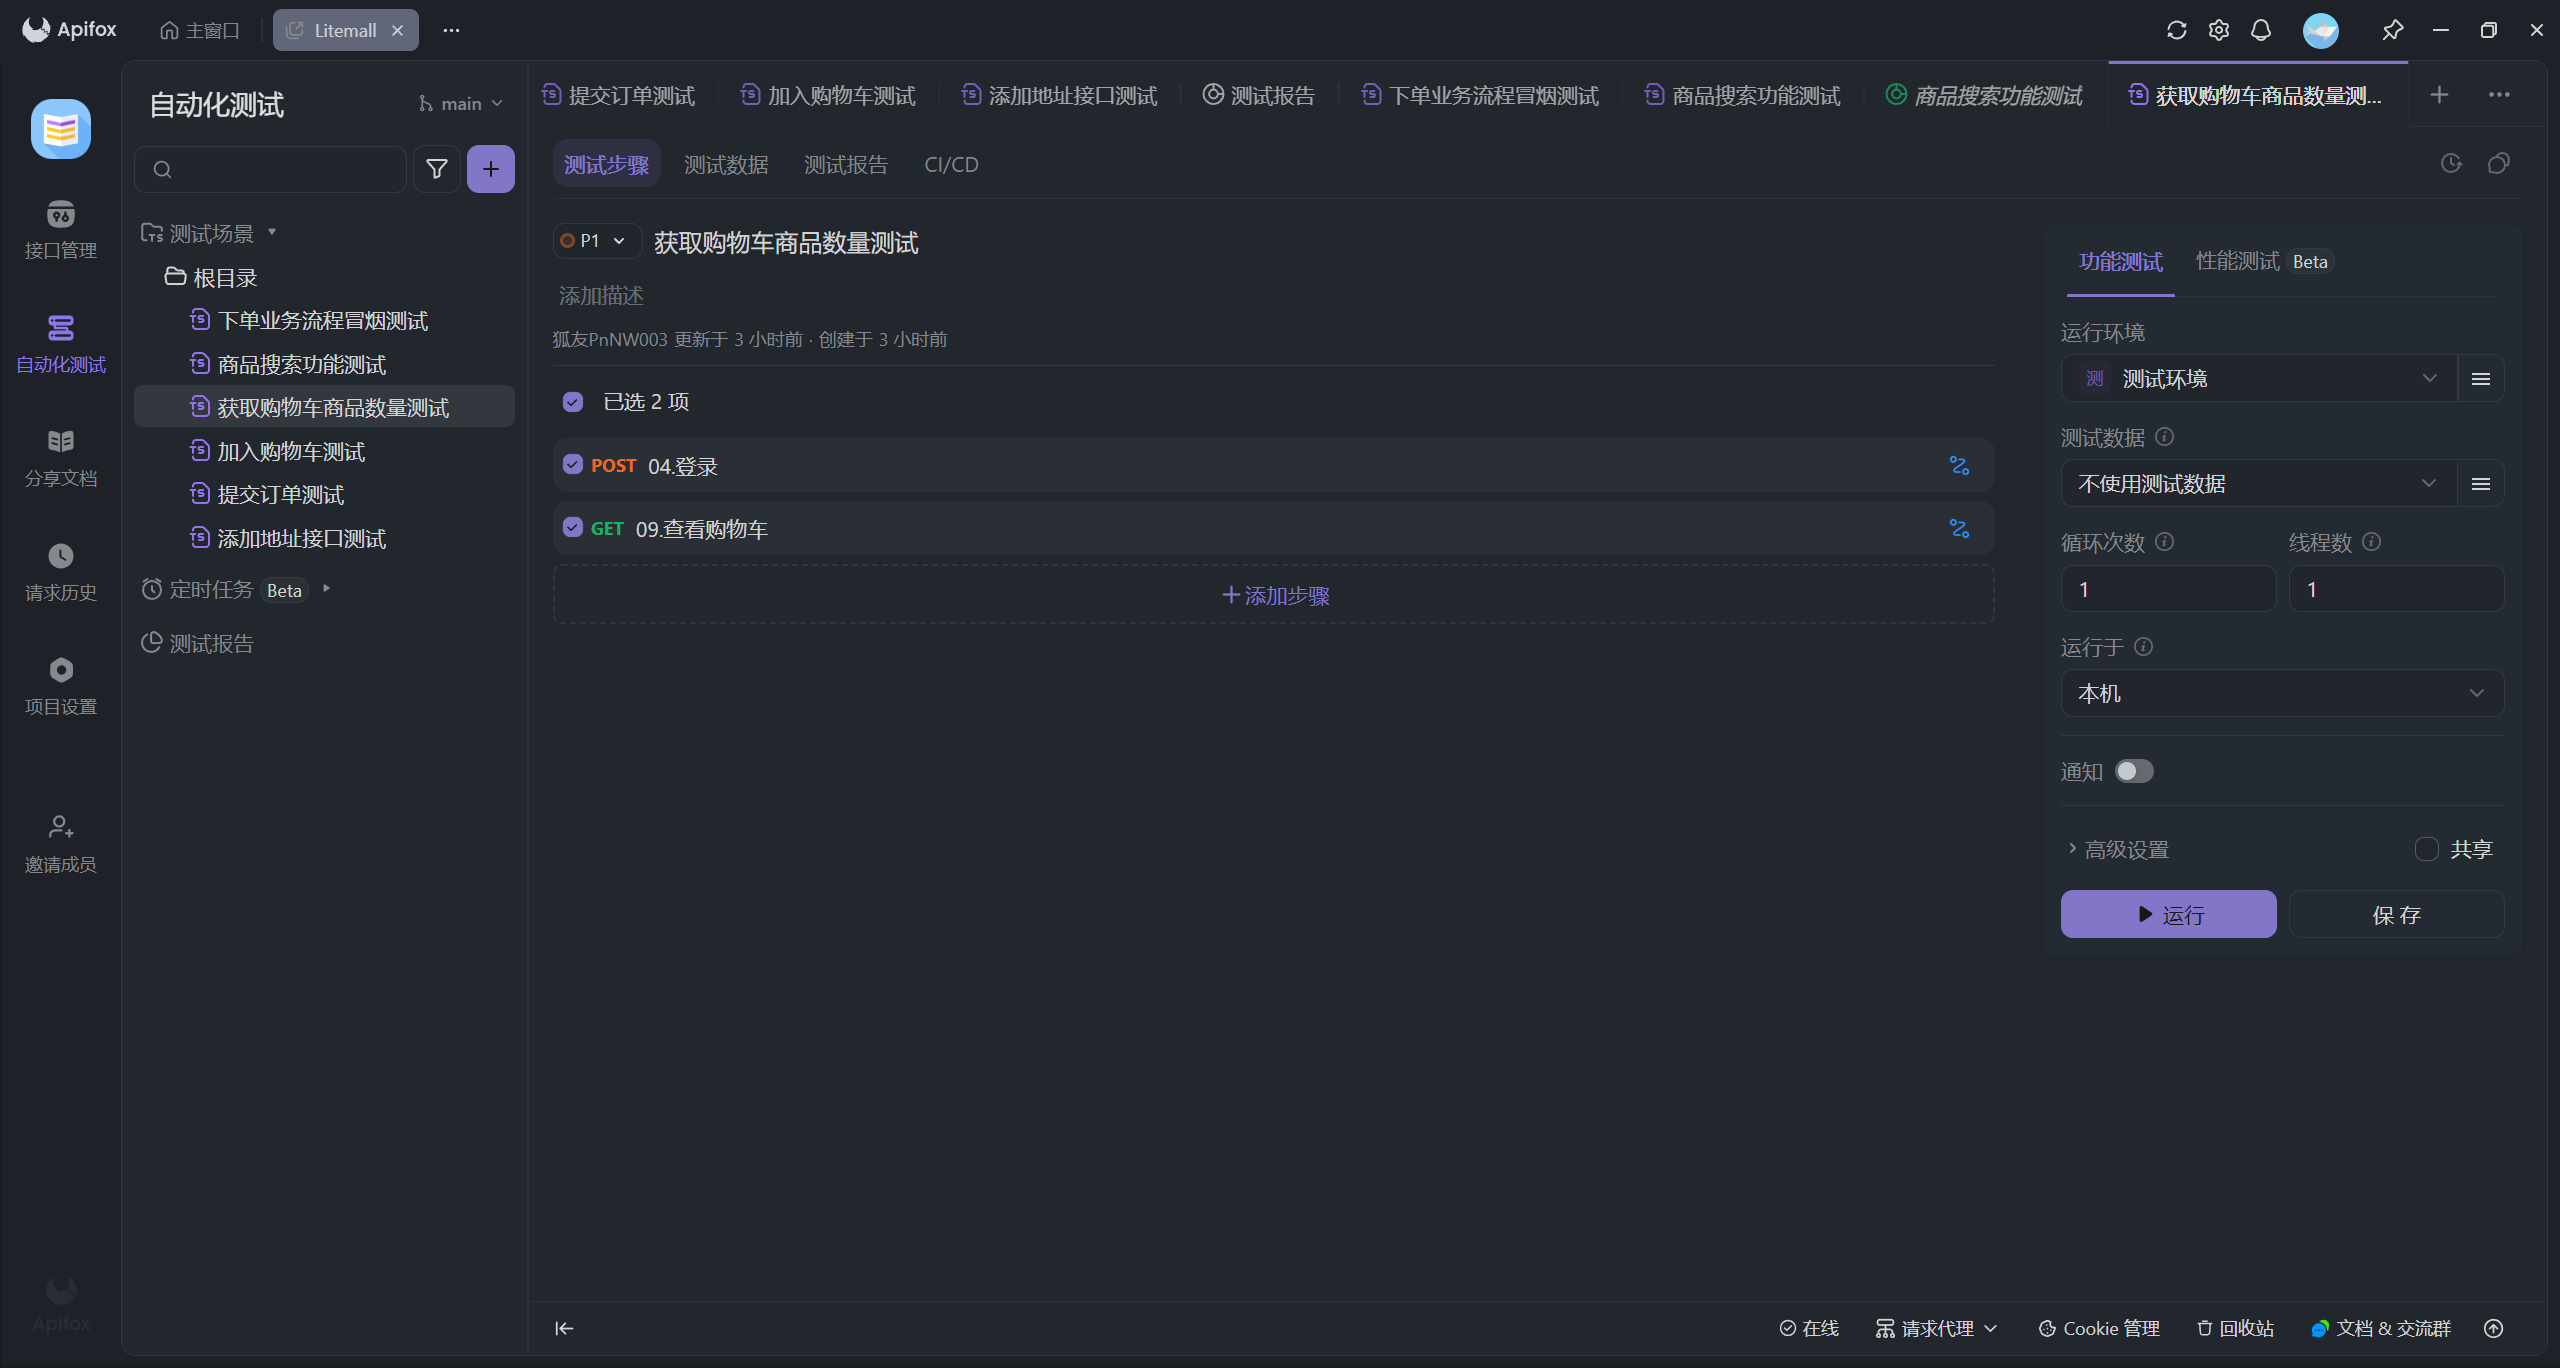 Apifox
主窗口
Litemall
接口管理
自动化测试
分享文档
请求历史
项目设置
邀请成员
Apifox
自动化测试
main
测试场景
根目录
下单业务流程冒烟测试
商品搜索功能测试
获取购物车商品数量测试
加入购物车测试
提交订单测试
添加地址接口测试
定时任务 Beta
测试报告
提交订单测试
加入购物车测试
添加地址接口测试
测试报告
下单业务流程冒烟测试
商品搜索功能测试
商品搜索功能测试
获取购物车商品数量测...
测试步骤 测试数据 测试报告 CI/CD
P1 获取购物车商品数量测试
添加描述
狐友PnNW003 更新于 3 小时前 · 创建于 3 小时前
已选 2 项
POST 04.登录
GET 09.查看购物车
添加步骤
功能测试 性能测试 Beta
运行环境
测 测试环境
测试数据
不使用测试数据
循环次数 线程数
1 1
运行于
本机
通知
高级设置 共享
运行 保 存
在线 请求代理 Cookie 管理 回收站 文档 & 交流群